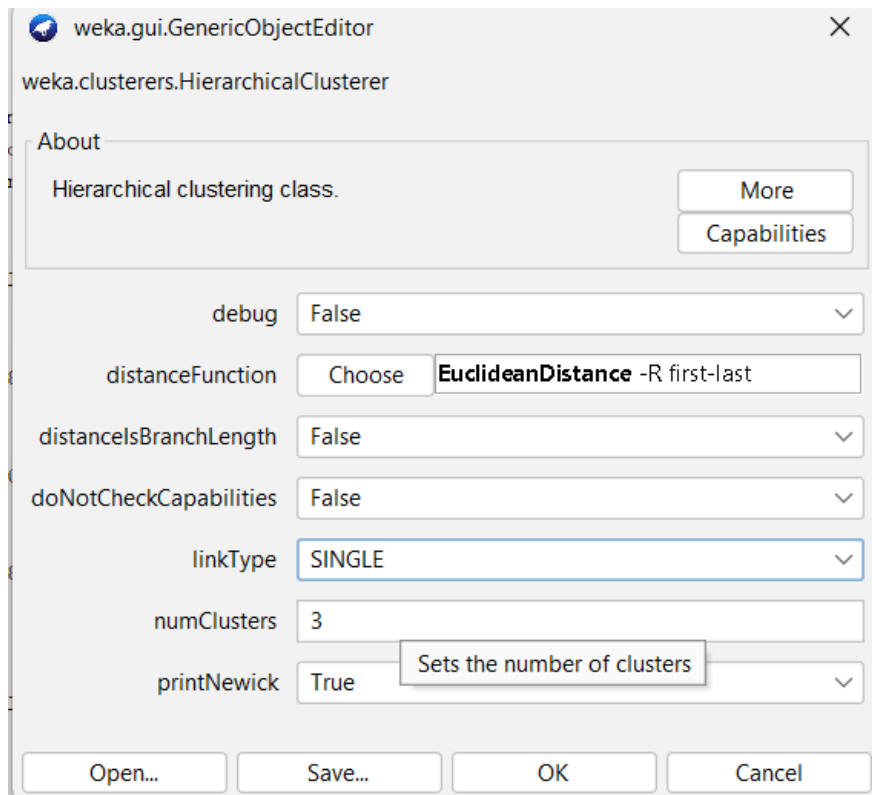 weka.gui.GenericObjectEditor
weka.clusterers.HierarchicalClusterer
About
Hierarchical clustering class.
More
Capabilities
debug False
distanceFunction Choose EuclideanDistance -R first-last
distanceIsBranchLength False
doNotCheckCapabilities False
linkType SINGLE
numClusters 3
Sets the number of clusters
printNewick True
Open... Save... OK Cancel